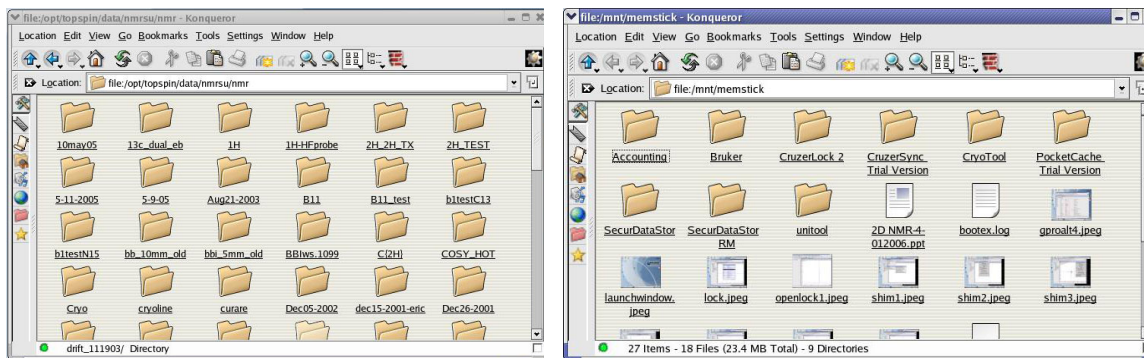 file:/opt/topspin/data/nmrsu/nmr - Konqueror
Location Edit View Go Bookmarks Tools Settings Window Help
Location: file:/opt/topspin/data/nmrsu/nmr
10may05 13c_dual_eb 1H 1H-HFprobe 2H_2H_TX 2H_TEST
5-11-2005 5-9-05 Aug21-2003 B11 B11_test b1testC13
b1testN15 bb_10mm_old bbi_5mm_old BBIws.1099 C{2H} COSY_HOT
Cryo cryoline curare Dec05-2002 dec15-2001-eric Dec26-2001
drift_111903/ Directory
file:/mnt/memstick - Konqueror
Location Edit View Go Bookmarks Tools Settings Window Help
Location: file:/mnt/memstick
Accounting Bruker CruzerLock 2 CruzerSync CryoTool PocketCache
Trial Version Trial Version
SecurDataStor SecurDataStor unitool 2D NMR-4- bootex.log gproalt4.jpeg
RM 012006.ppt
launchwindow. lock.jpeg openlock1.jpeg shim1.jpeg shim2.jpeg shim3.jpeg
jpeg
27 Items - 18 Files (23.4 MB Total) - 9 Directories